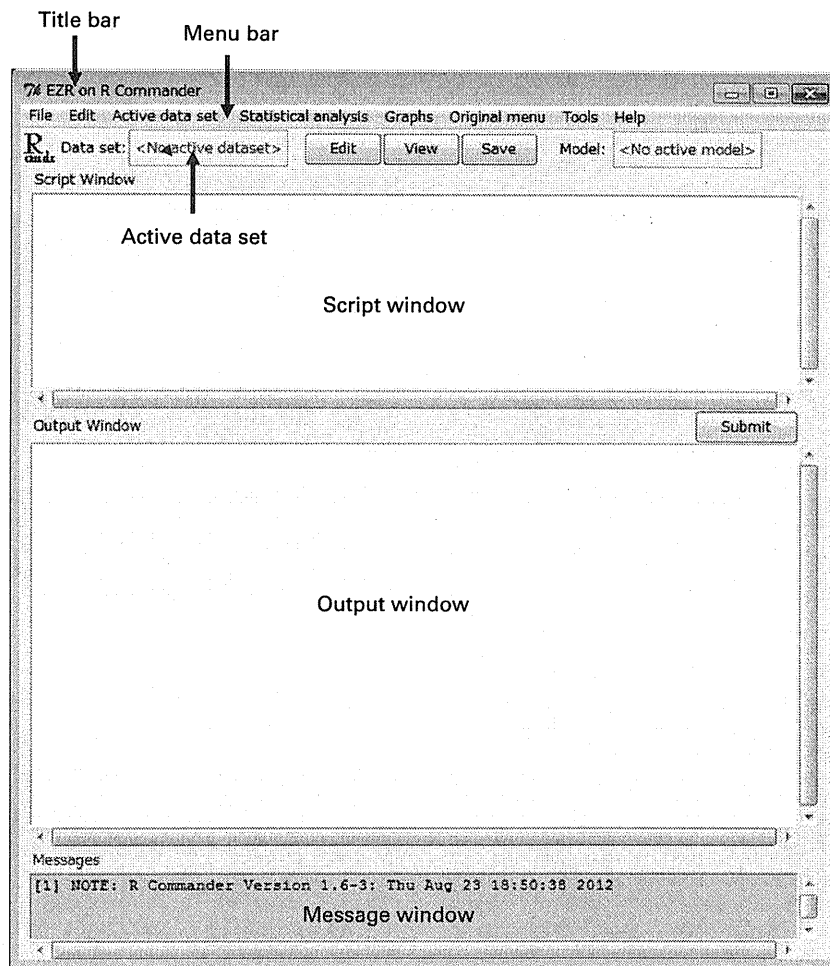 Title bar
Menu bar
EZR on R Commander
File Edit Active data set Statistical analysis Graphs Original menu Tools Help
R cmdr Data set: <No active dataset> Edit View Save Model: <No active model>
Script Window
Active data set
Script window
Output Window Submit
Output window
Messages
[1] NOTE: R Commander Version 1.6-3: Thu Aug 23 18:50:38 2012
Message window